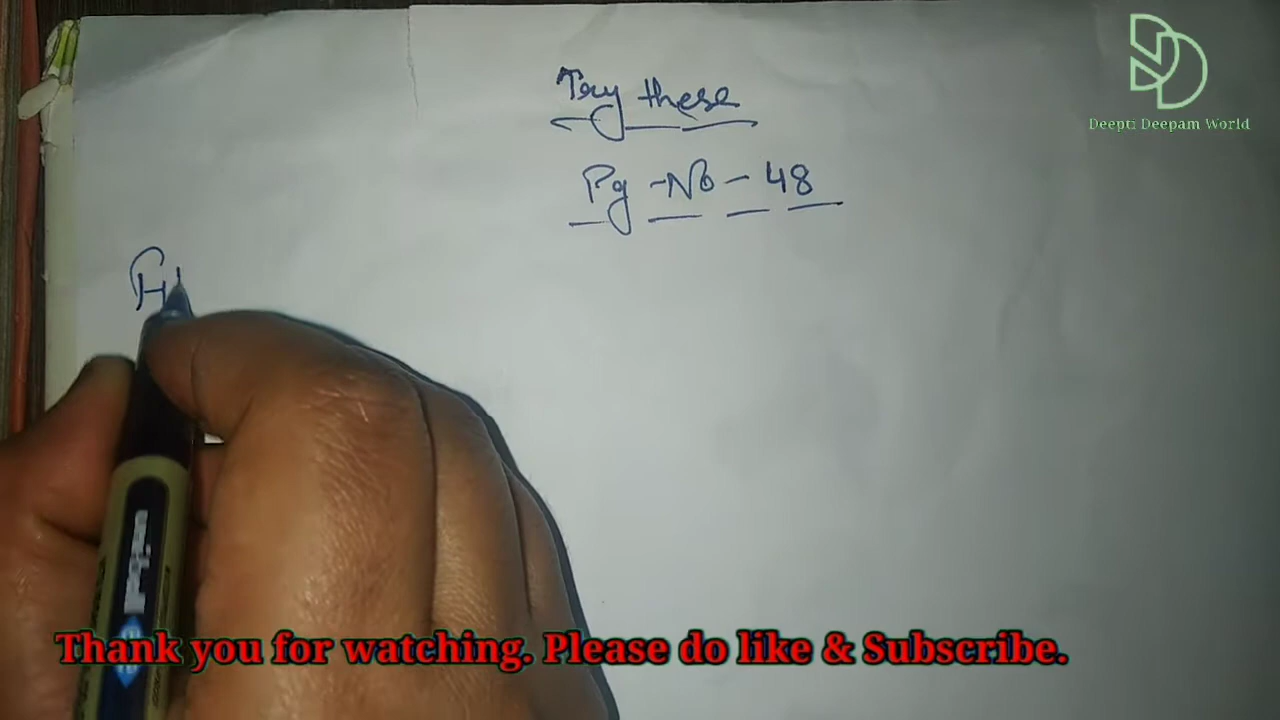 Try these
Deepti Deepam World
Pg - No - 48
Thank you for watching. Please do like & Subscribe.